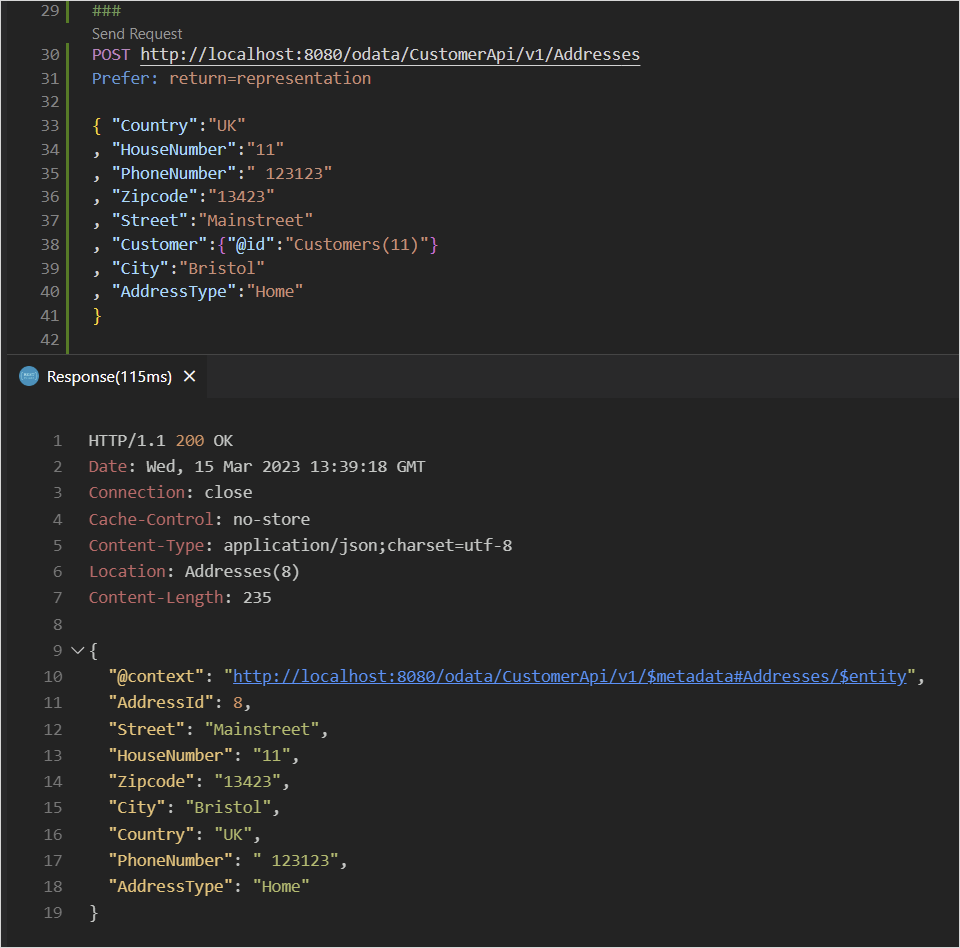 29 ###
Send Request
30 POST http://localhost:8080/odata/CustomerApi/v1/Addresses
31 Prefer: return=representation
32
33 { "Country":"UK"
34 , "HouseNumber":"11"
35 , "PhoneNumber":" 123123"
36 , "Zipcode":"13423"
37 , "Street":"Mainstreet"
38 , "Customer":{"@id":"Customers(11)"}
39 , "City":"Bristol"
40 , "AddressType":"Home"
41 }
42
Response(115ms) ×
1 HTTP/1.1 200 OK
2 Date: Wed, 15 Mar 2023 13:39:18 GMT
3 Connection: close
4 Cache-Control: no-store
5 Content-Type: application/json;charset=utf-8
6 Location: Addresses(8)
7 Content-Length: 235
8
9 {
10 "@context": "http://localhost:8080/odata/CustomerApi/v1/$metadata#Addresses/$entity",
11 "AddressId": 8,
12 "Street": "Mainstreet",
13 "HouseNumber": "11",
14 "Zipcode": "13423",
15 "City": "Bristol",
16 "Country": "UK",
17 "PhoneNumber": " 123123",
18 "AddressType": "Home"
19 }